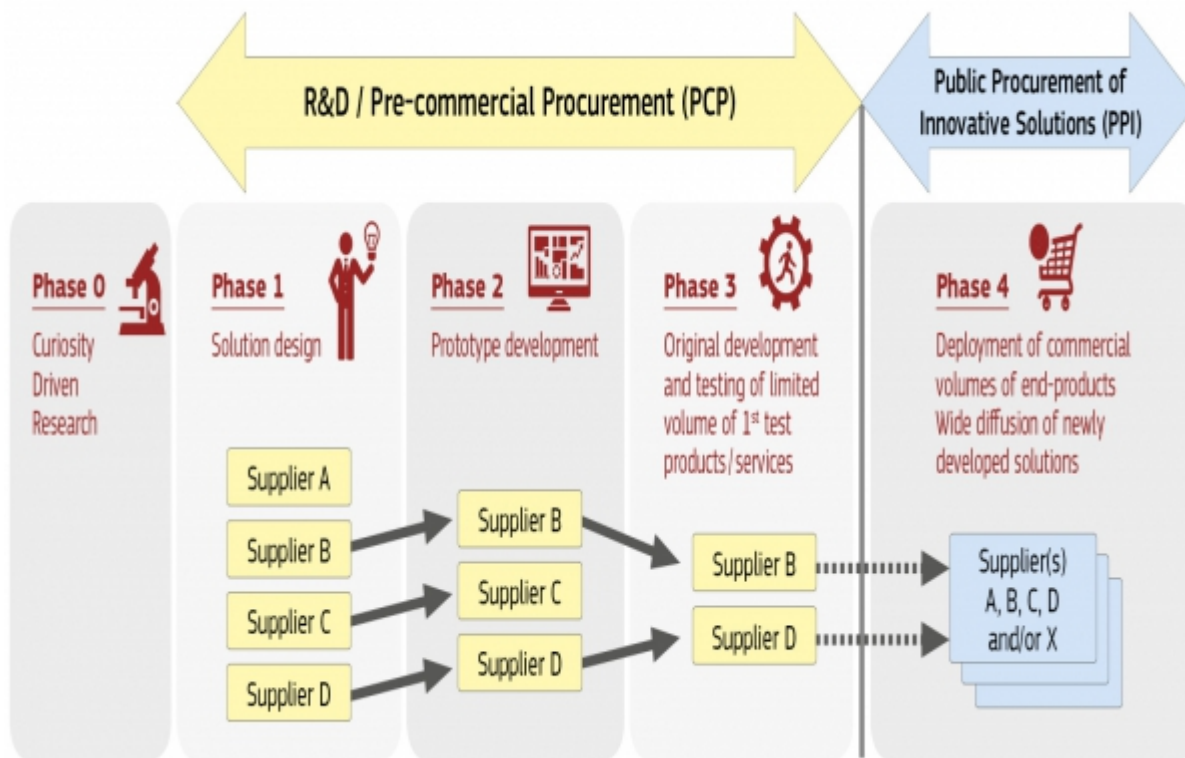 R&D / Pre-commercial Procurement (PCP)
Public Procurement of
Innovative Solutions (PPI)
Phase 0
Curiosity
Driven
Research
Phase 1
Solution design
Supplier A
Supplier B
Supplier C
Supplier D
Phase 2
Prototype development
Supplier B
Supplier C
Supplier D
Phase 3
Original development
and testing of limited
volume of 1st test
products/services
Supplier B
Supplier D
Phase 4
Deployment of commercial
volumes of end-products
Wide diffusion of newly
developed solutions
Supplier(s)
A, B, C, D
and/or X